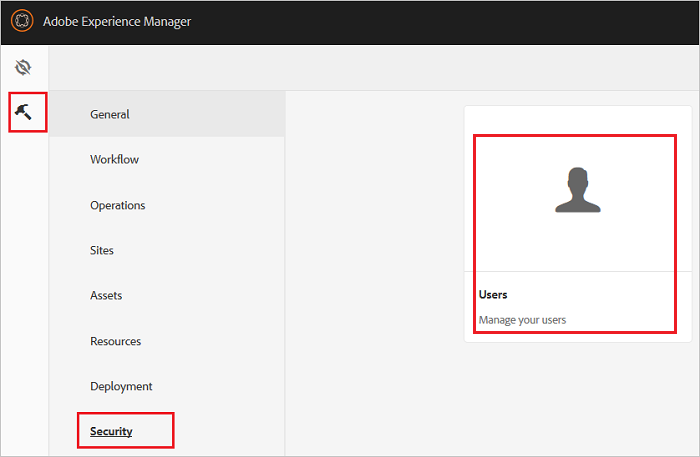 Adobe Experience Manager
General
Workflow
Operations
Sites
Assets
Resources
Deployment
Security
Users
Manage your users